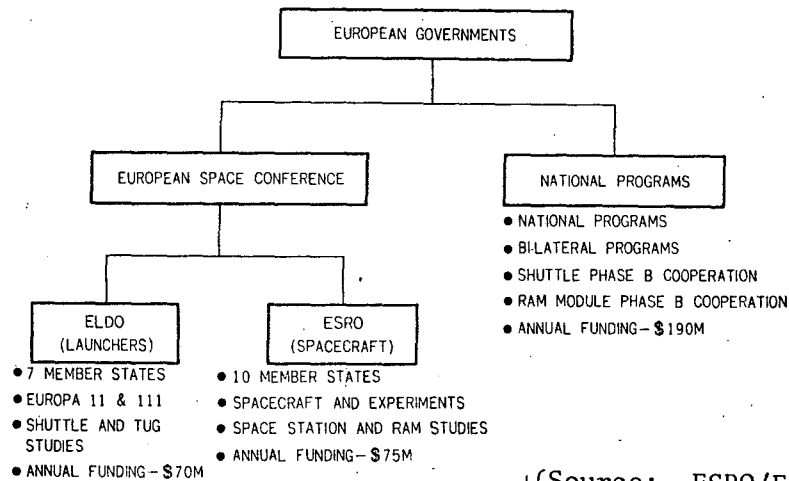 EUROPEAN GOVERNMENTS
EUROPEAN SPACE CONFERENCE
NATIONAL PROGRAMS
● NATIONAL PROGRAMS
● BI-LATERAL PROGRAMS
● SHUTTLE PHASE B COOPERATION
● RAM MODULE PHASE B COOPERATION
● ANNUAL FUNDING–$190M
ELDO
(LAUNCHERS)
● 7 MEMBER STATES
● EUROPA 11 & 111
● SHUTTLE AND TUG
STUDIES
● ANNUAL FUNDING–$70M
ESRO
(SPACECRAFT)
● 10 MEMBER STATES
● SPACECRAFT AND EXPERIMENTS
● SPACE STATION AND RAM STUDIES
● ANNUAL FUNDING–$75M
(Source: